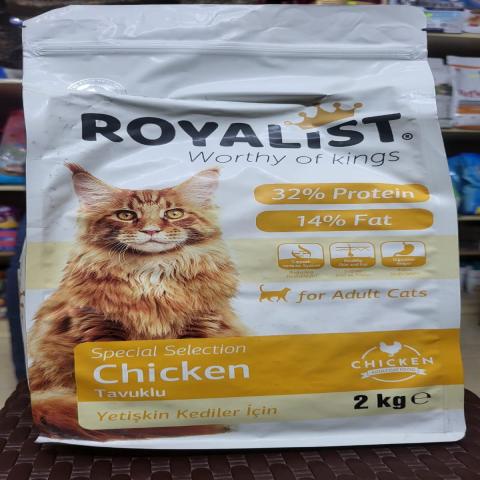 ROYALIST®
Worthy of kings
32% Protein
14% Fat
for Adult Cats
Special Selection
Chicken
Tavuklu
Yetişkin Kediler İçin
CHICKEN
2 kg ℮